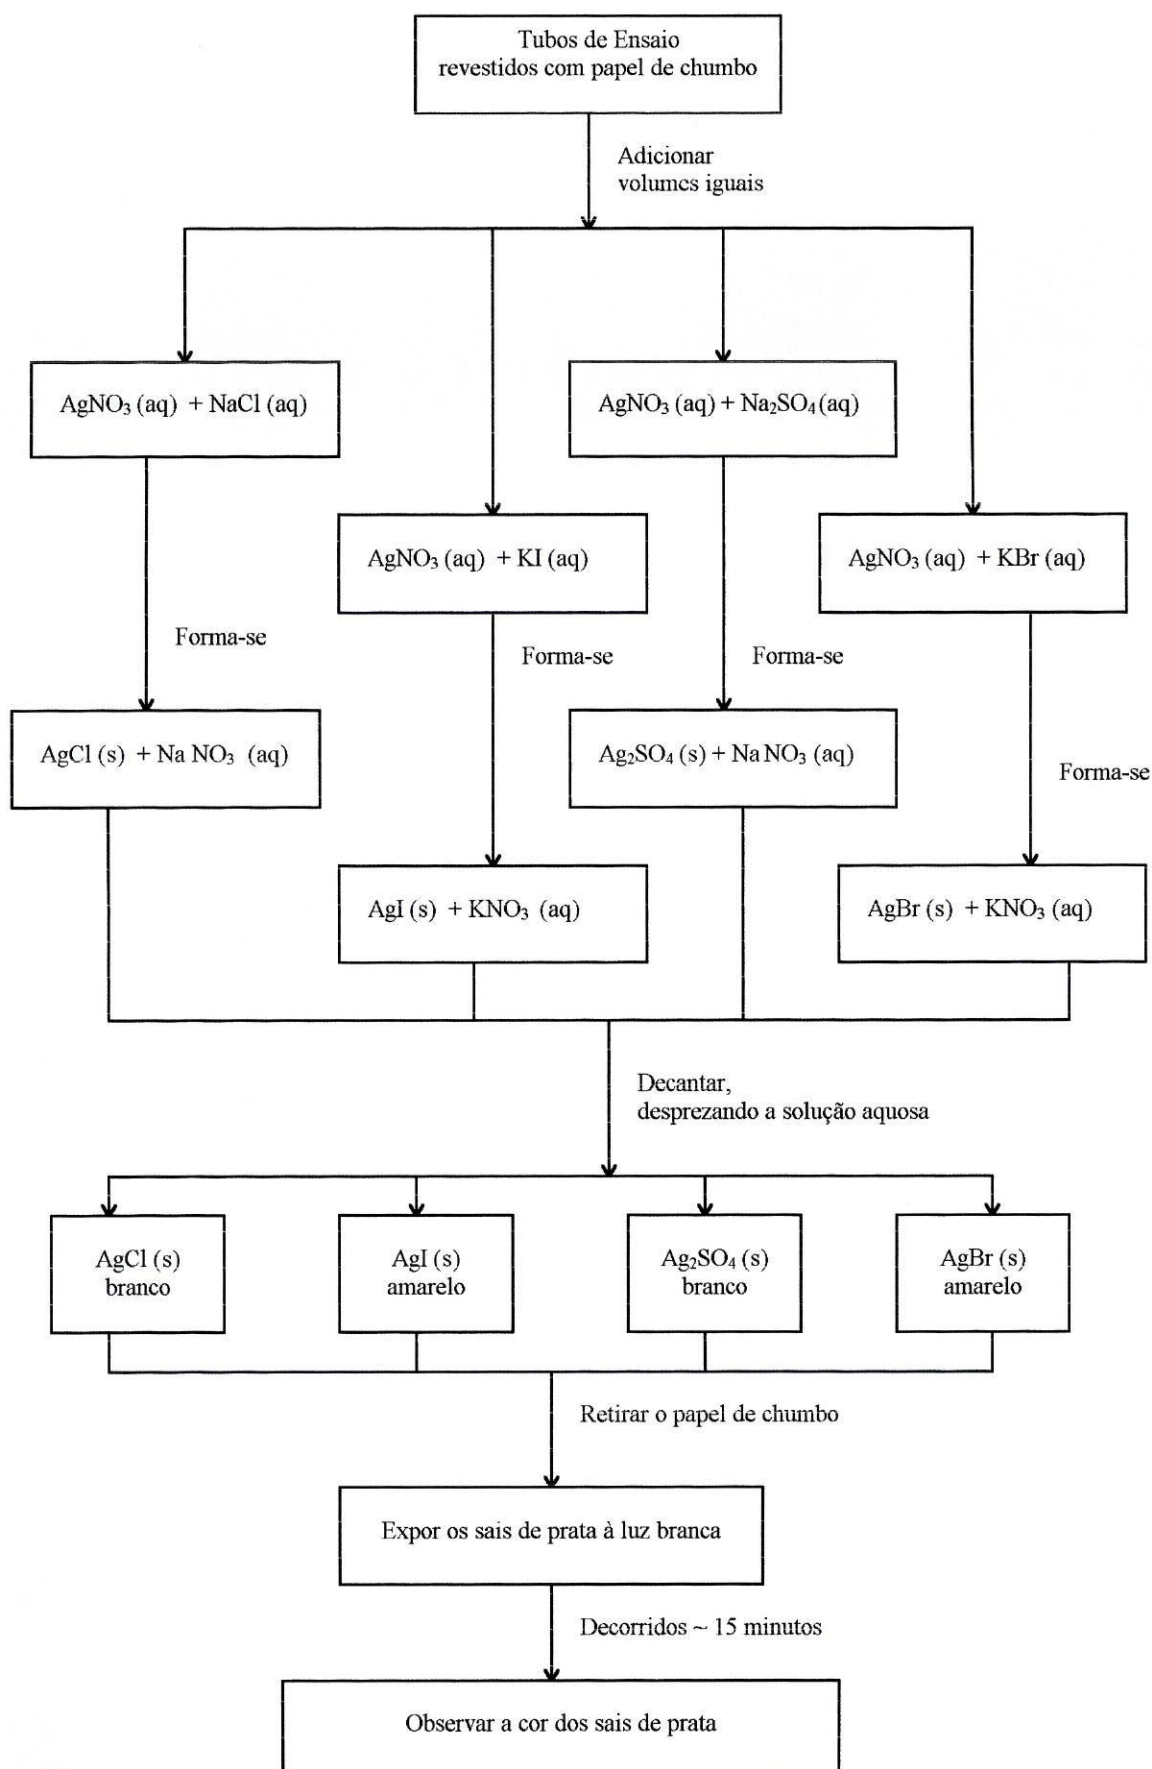 Tubos de Ensaio
revestidos com papel de chumbo
Adicionar
volumes iguais
AgNO₃ (aq) + NaCl (aq)
AgNO₃ (aq) + Na₂SO₄ (aq)
AgNO₃ (aq) + KI (aq)
AgNO₃ (aq) + KBr (aq)
Forma-se
Forma-se
Forma-se
AgCl (s) + Na NO₃ (aq)
Ag₂SO₄ (s) + Na NO₃ (aq)
Forma-se
AgI (s) + KNO₃ (aq)
AgBr (s) + KNO₃ (aq)
Decantar,
desprezando a solução aquosa
AgCl (s)
branco
AgI (s)
amarelo
Ag₂SO₄ (s)
branco
AgBr (s)
amarelo
Retirar o papel de chumbo
Expor os sais de prata à luz branca
Decorridos ~ 15 minutos
Observar a cor dos sais de prata